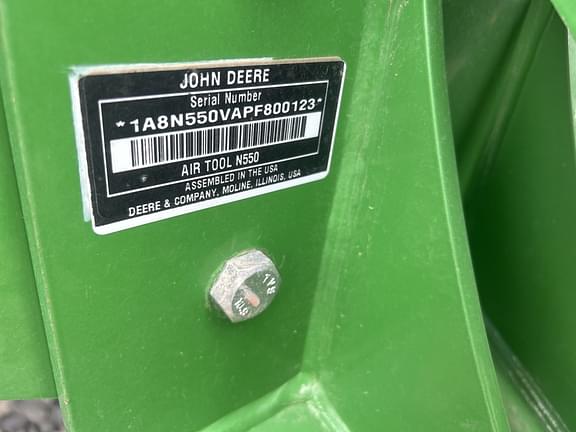 JOHN DEERE
Serial Number
*1A8N550VAPF800123*
AIR TOOL N550
ASSEMBLED IN THE USA
DEERE & COMPANY, MOLINE, ILLINOIS, USA